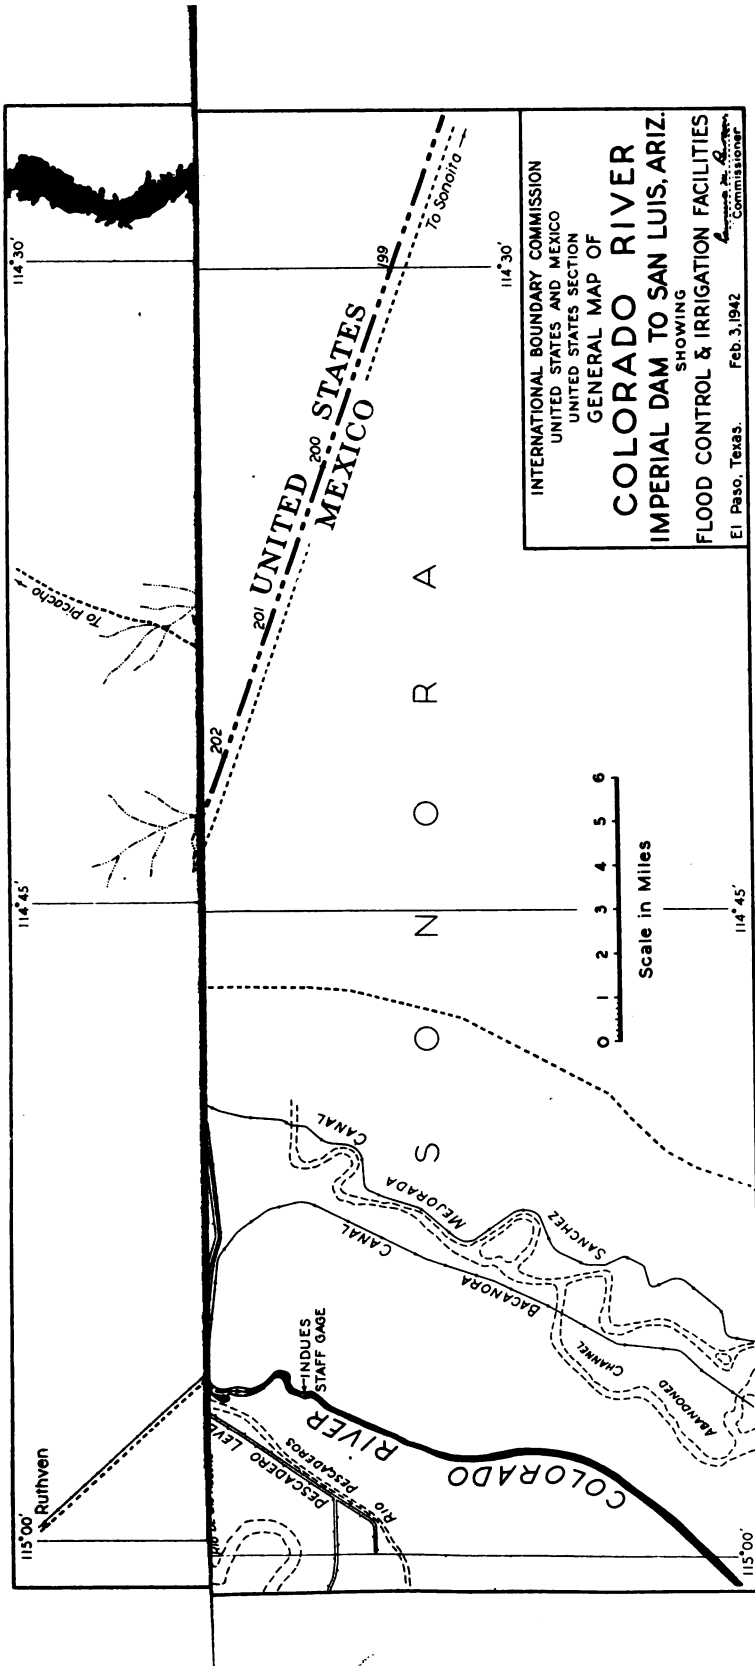 INTERNATIONAL BOUNDARY COMMISSION
UNITED STATES AND MEXICO
UNITED STATES SECTION
GENERAL MAP OF
COLORADO RIVER
IMPERIAL DAM TO SAN LUIS, ARIZ.
SHOWING
FLOOD CONTROL & IRRIGATION FACILITIES
El Paso, Texas. Feb. 3, 1942
Commissioner
115°00'
114°45'
114°30'
Ruthven
To Picacho
202
201
200
199
UNITED STATES
MEXICO
To Sonoita
114°30'
SONORA
PESCADERO LEVE
RIO PESCADEROS
INDUES
STAFF GAGE
COLORADO RIVER
BACANORA CANAL
SANCHEZ MEJORADA CANAL
ABANDONED CHANNEL
0 1 2 3 4 5 6
Scale in Miles
115°00'
114°45'